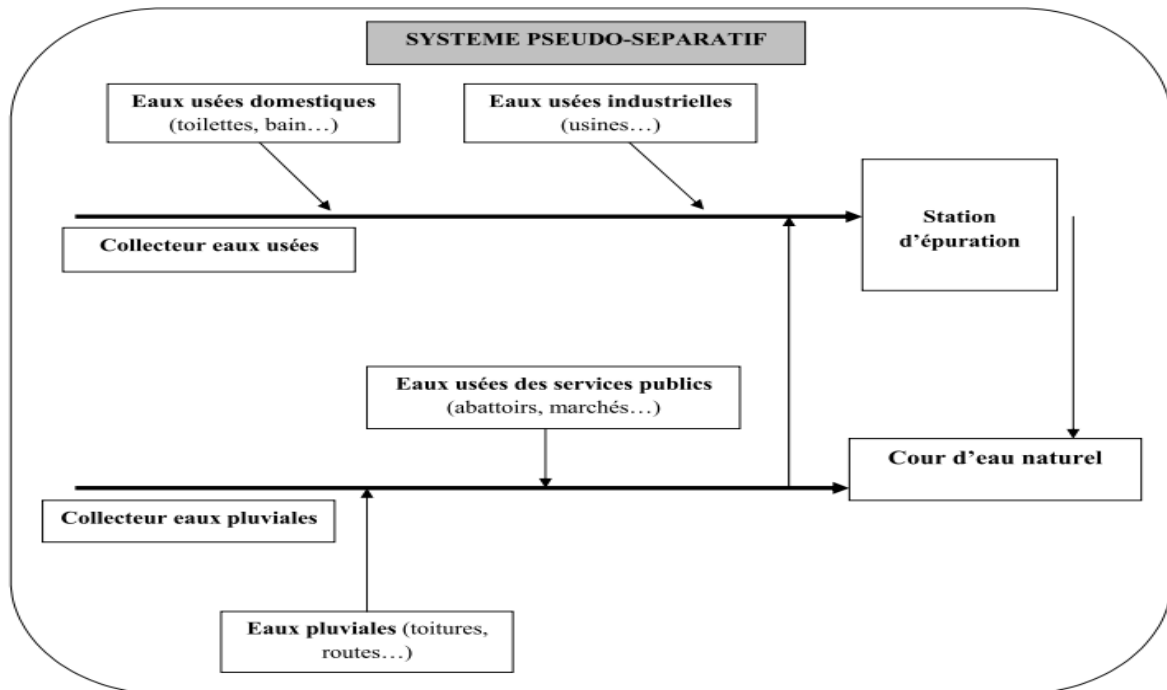 SYSTEME PSEUDO-SEPARATIF
Eaux usées domestiques
(toilettes, bain…)
Eaux usées industrielles
(usines…)
Station
d’épuration
Collecteur eaux usées
Eaux usées des services publics
(abattoirs, marchés…)
Cour d’eau naturel
Collecteur eaux pluviales
Eaux pluviales (toitures,
routes…)